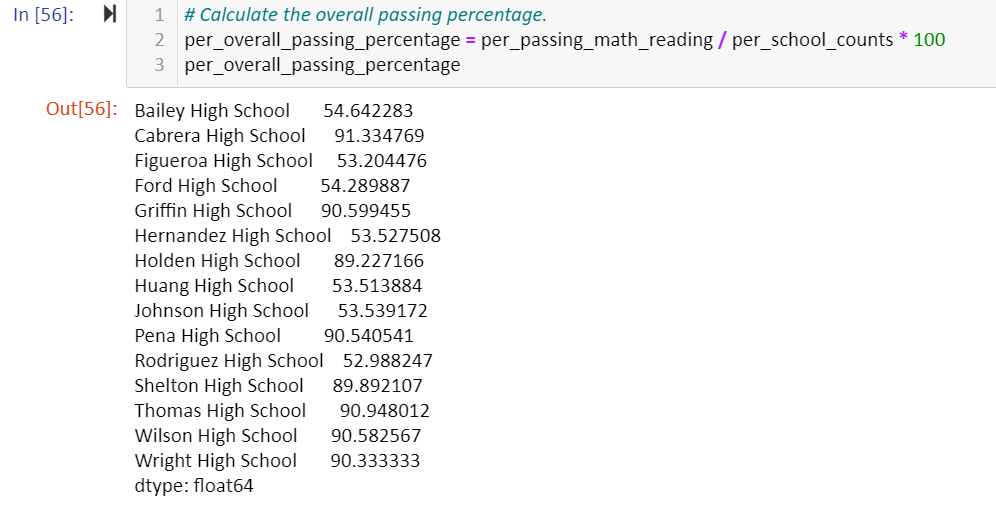 In [56]:
1 # Calculate the overall passing percentage.
2 per_overall_passing_percentage = per_passing_math_reading / per_school_counts * 100
3 per_overall_passing_percentage
Out[56]:
Bailey High School 54.642283
Cabrera High School 91.334769
Figueroa High School 53.204476
Ford High School 54.289887
Griffin High School 90.599455
Hernandez High School 53.527508
Holden High School 89.227166
Huang High School 53.513884
Johnson High School 53.539172
Pena High School 90.540541
Rodriguez High School 52.988247
Shelton High School 89.892107
Thomas High School 90.948012
Wilson High School 90.582567
Wright High School 90.333333
dtype: float64